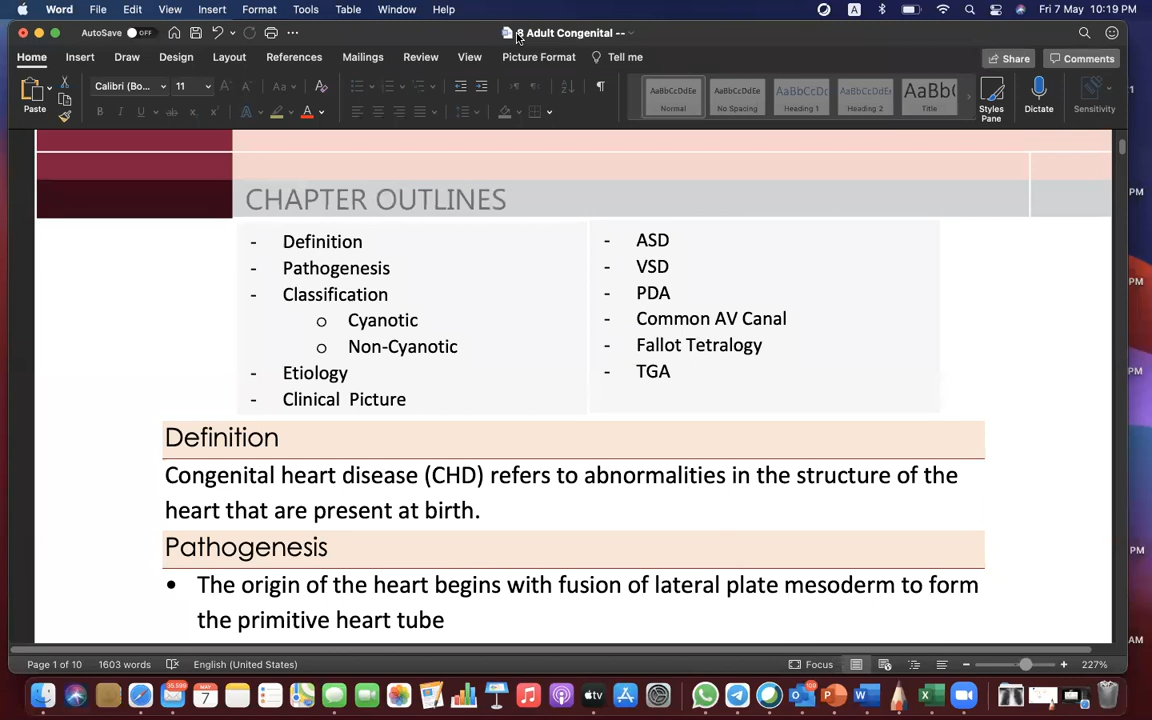 Word File Edit View Insert Format Tools Table Window Help A Fri 7 May 10:19 PM
AutoSave OFF 8 Adult Congenital --
Home Insert Draw Design Layout References Mailings Review View Picture Format Tell me Share Comments
Paste Calibri (Bo... 11 AaBbCcDdEe Normal AaBbCcDdEe No Spacing AaBbCcDc Heading 1 AaBbCcDdEe Heading 2 AaBb( Title Styles Pane Dictate Sensitivity
CHAPTER OUTLINES
- Definition
- Pathogenesis
- Classification
o Cyanotic
o Non-Cyanotic
- Etiology
- Clinical Picture
- ASD
- VSD
- PDA
- Common AV Canal
- Fallot Tetralogy
- TGA
Definition
Congenital heart disease (CHD) refers to abnormalities in the structure of the
heart that are present at birth.
Pathogenesis
• The origin of the heart begins with fusion of lateral plate mesoderm to form
the primitive heart tube
Page 1 of 10 1603 words English (United States) Focus 227%